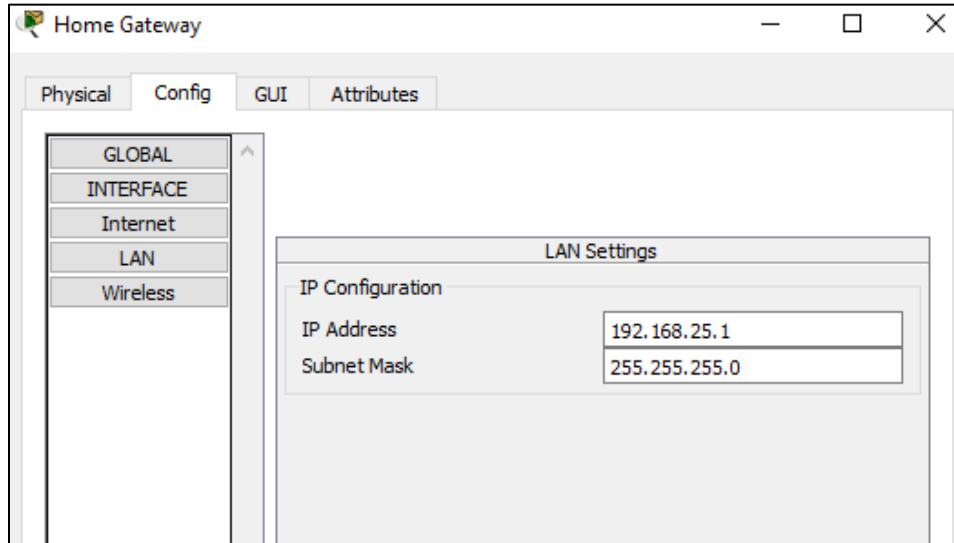 Home Gateway
Physical Config GUI Attributes
GLOBAL
INTERFACE
Internet
LAN
Wireless
LAN Settings
IP Configuration
IP Address 192.168.25.1
Subnet Mask 255.255.255.0